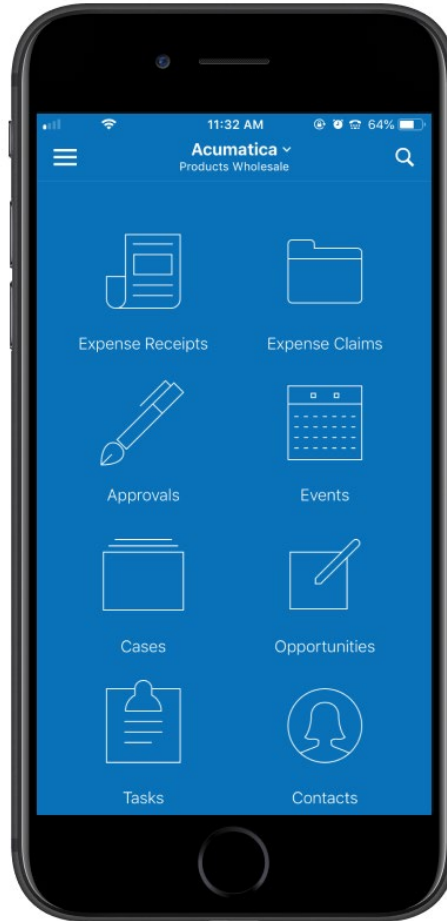 11:32 AM 64%
Acumatica
Products Wholesale
Expense Receipts Expense Claims
Approvals Events
Cases Opportunities
Tasks Contacts